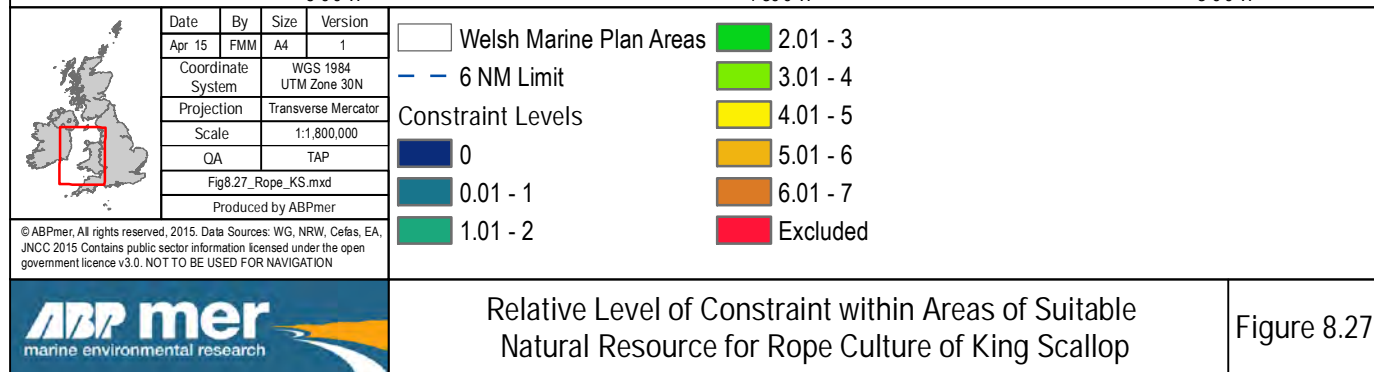 Date By Size Version
Apr 15 FMM A4 1
Coordinate System WGS 1984 UTM Zone 30N
Projection Transverse Mercator
Scale 1:1,800,000
QA TAP
Fig8.27_Rope_KS.mxd
Produced by ABPmer
© ABPmer, All rights reserved, 2015. Data Sources: WG, NRW, Cefas, EA,
JNCC 2015 Contains public sector information licensed under the open
government licence v3.0. NOT TO BE USED FOR NAVIGATION
Welsh Marine Plan Areas
6 NM Limit
Constraint Levels
0
0.01 - 1
1.01 - 2
2.01 - 3
3.01 - 4
4.01 - 5
5.01 - 6
6.01 - 7
Excluded
ABP mer
marine environmental research
Relative Level of Constraint within Areas of Suitable
Natural Resource for Rope Culture of King Scallop
Figure 8.27